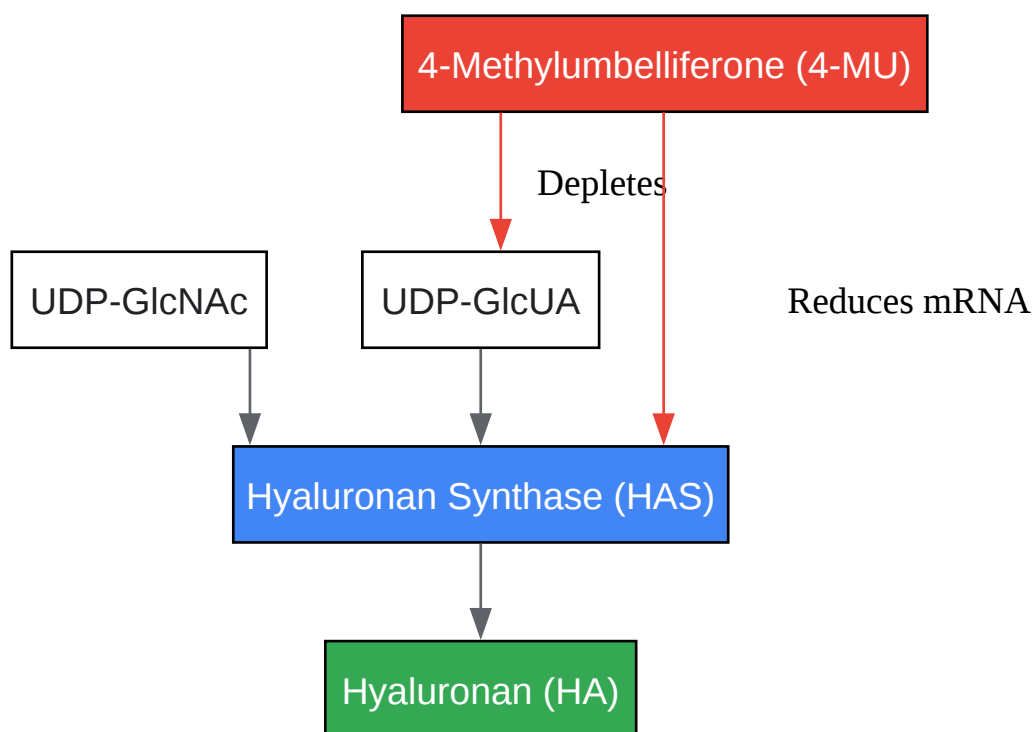 4-Methylumbelliferone (4-MU)
Depletes
UDP-GlcNAc
UDP-GlcUA
Reduces mRNA
Hyaluronan Synthase (HAS)
Hyaluronan (HA)